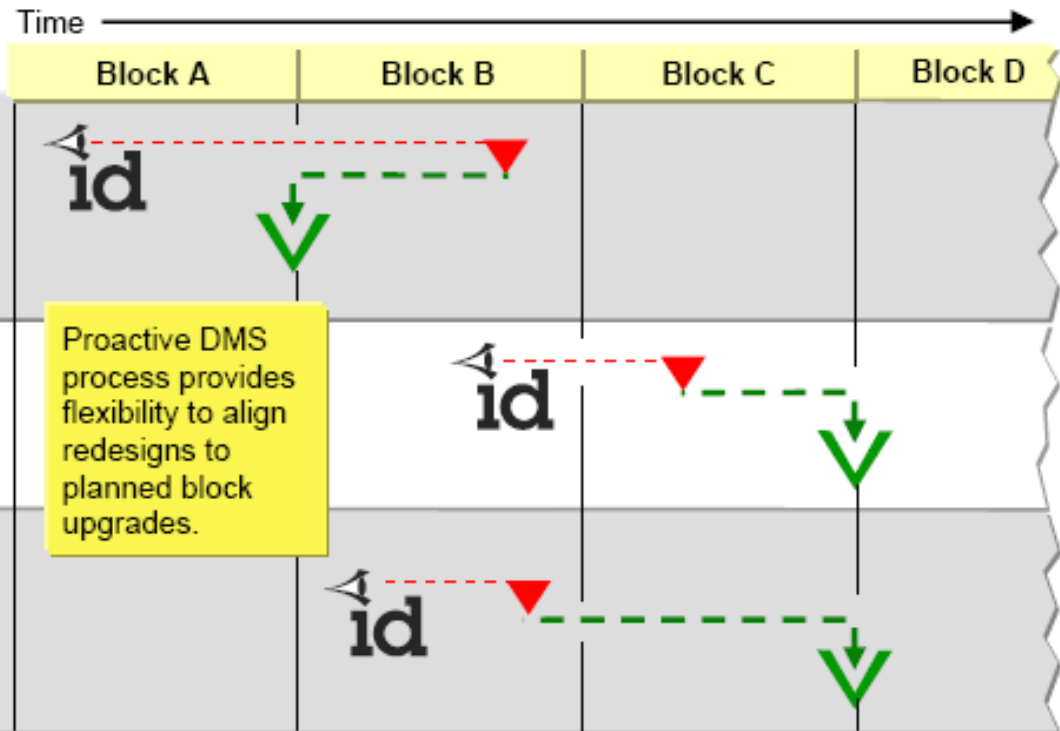 Time
Block A
Block B
Block C
Block D
id
Proactive DMS
process provides
flexibility to align
redesigns to
planned block
upgrades.
id
id